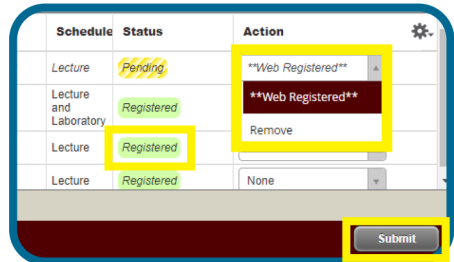 Schedule Status Action
Lecture Pending **Web Registered**
Lecture and Laboratory Registered **Web Registered**
Remove
Lecture Registered
Lecture Registered None
Submit